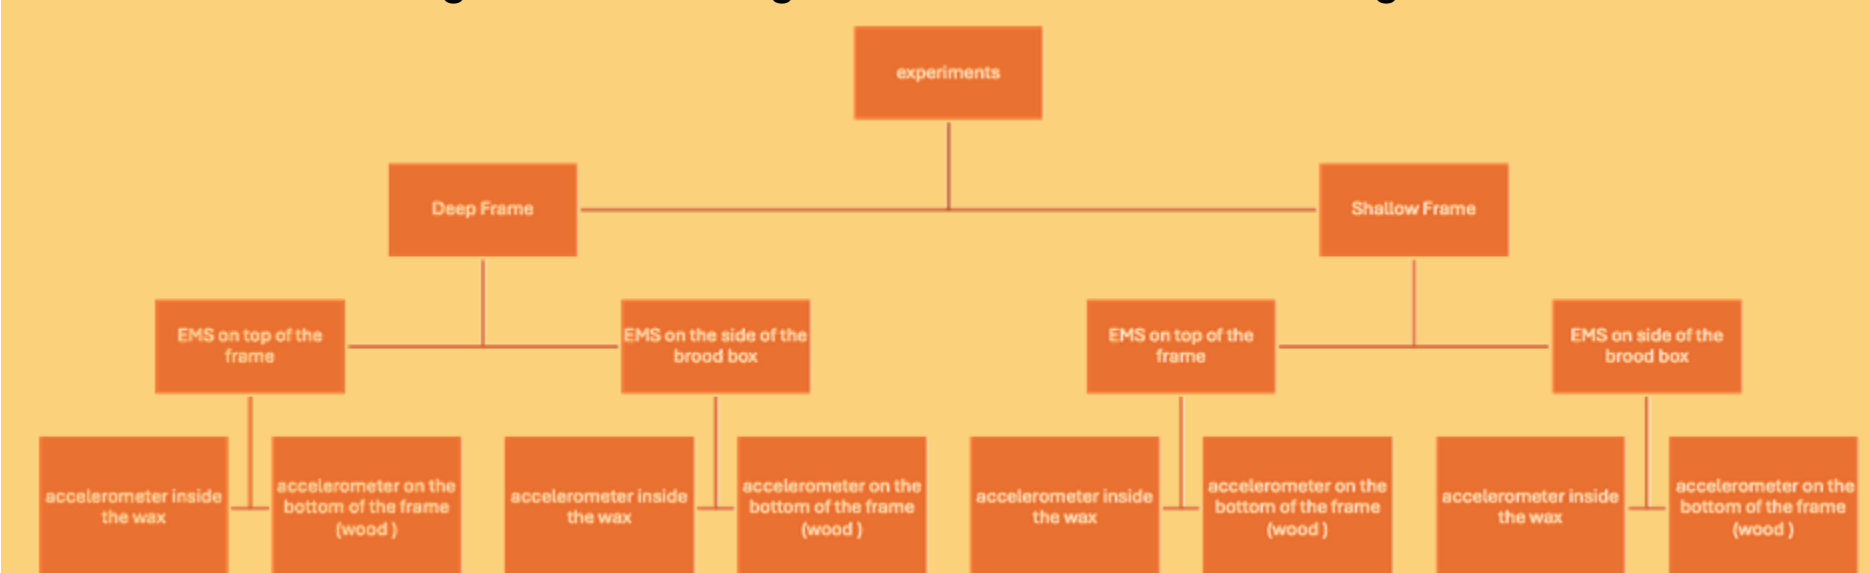 experiments
Deep Frame
Shallow Frame
EMS on top of the
frame
EMS on the side of the
brood box
EMS on top of the
frame
EMS on side of the
brood box
accelerometer inside
the wax
accelerometer on the
bottom of the frame
(wood )
accelerometer inside
the wax
accelerometer on the
bottom of the frame
(wood )
accelerometer inside
the wax
accelerometer on the
bottom of the frame
(wood )
accelerometer inside
the wax
accelerometer on the
bottom of the frame
(wood )